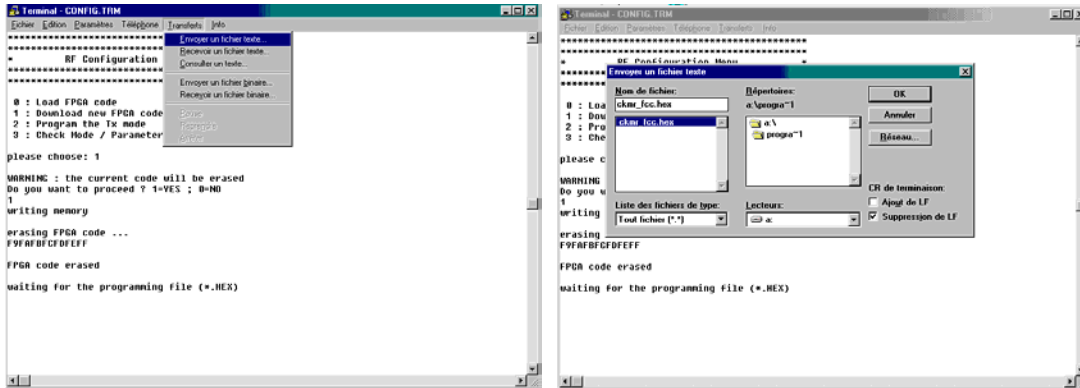 Terminal - CONFIG.TRM
Fichier Edition Paramètres Téléphone Transferts Info
****************************************
****************************************
* RF Configuration
****************************************
****************************************
Envoyer un fichier texte...
Recevoir un fichier texte...
Consulter un texte...
Envoyer un fichier binaire...
Recevoir un fichier binaire...
0 : Load FPGA code
1 : Download new FPGA code
2 : Program the Tx mode
3 : Check Mode / Parameter
please choose: 1
WARNING : the current code will be erased
Do you want to proceed ? 1=YES ; 0=NO
1
writing memory
erasing FPGA code ...
F9FAFBFCFDFEFF
FPGA code erased
waiting for the programming file (*.HEX)
Terminal - CONFIG.TRM
Fichier Edition Paramètres Téléphone Transferts Info
* RF Configuration Menu *
Envoyer un fichier texte
Nom de fichier:
ckmr_fcc.hex
ckmr_fcc.hex
Répertoires:
a:\progra~1
a:\
progra~1
OK
Annuler
Réseau...
CR de terminaison:
Ajout de LF
Suppression de LF
Liste des fichiers de type:
Tout fichier (*.*)
Lecteurs:
a:
0 : Loa
1 : Dow
2 : Pro
3 : Che
please c
WARNING
Do you w
1
writing
erasing
F9FAFBFCFDFEFF
FPGA code erased
waiting for the programming file (*.HEX)